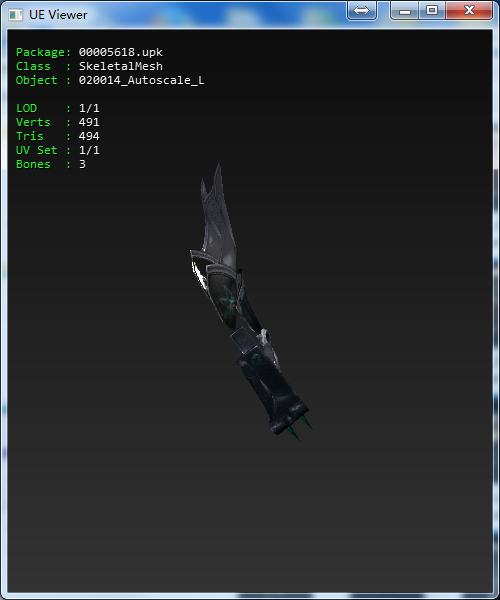 UE Viewer
Package: 00005618.upk
Class  : SkeletalMesh
Object : 020014_Autoscale_L
LOD    : 1/1
Verts  : 491
Tris   : 494
UV Set : 1/1
Bones  : 3